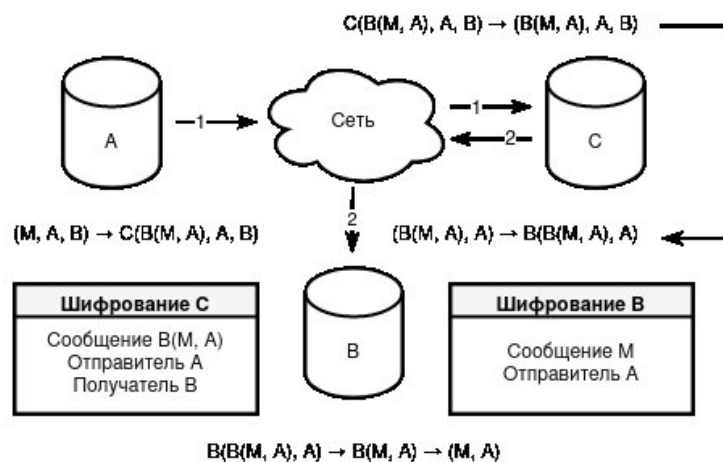 C(B(M, A), A, B) → (B(M, A), A, B)
A
1
Сеть
1
2
C
2
(M, A, B) → C(B(M, A), A, B)
(B(M, A), A) → B(B(M, A), A)
Шифрование C
Сообщение B(M, A)
Отправитель A
Получатель B
B
Шифрование B
Сообщение M
Отправитель A
B(B(M, A), A) → B(M, A) → (M, A)